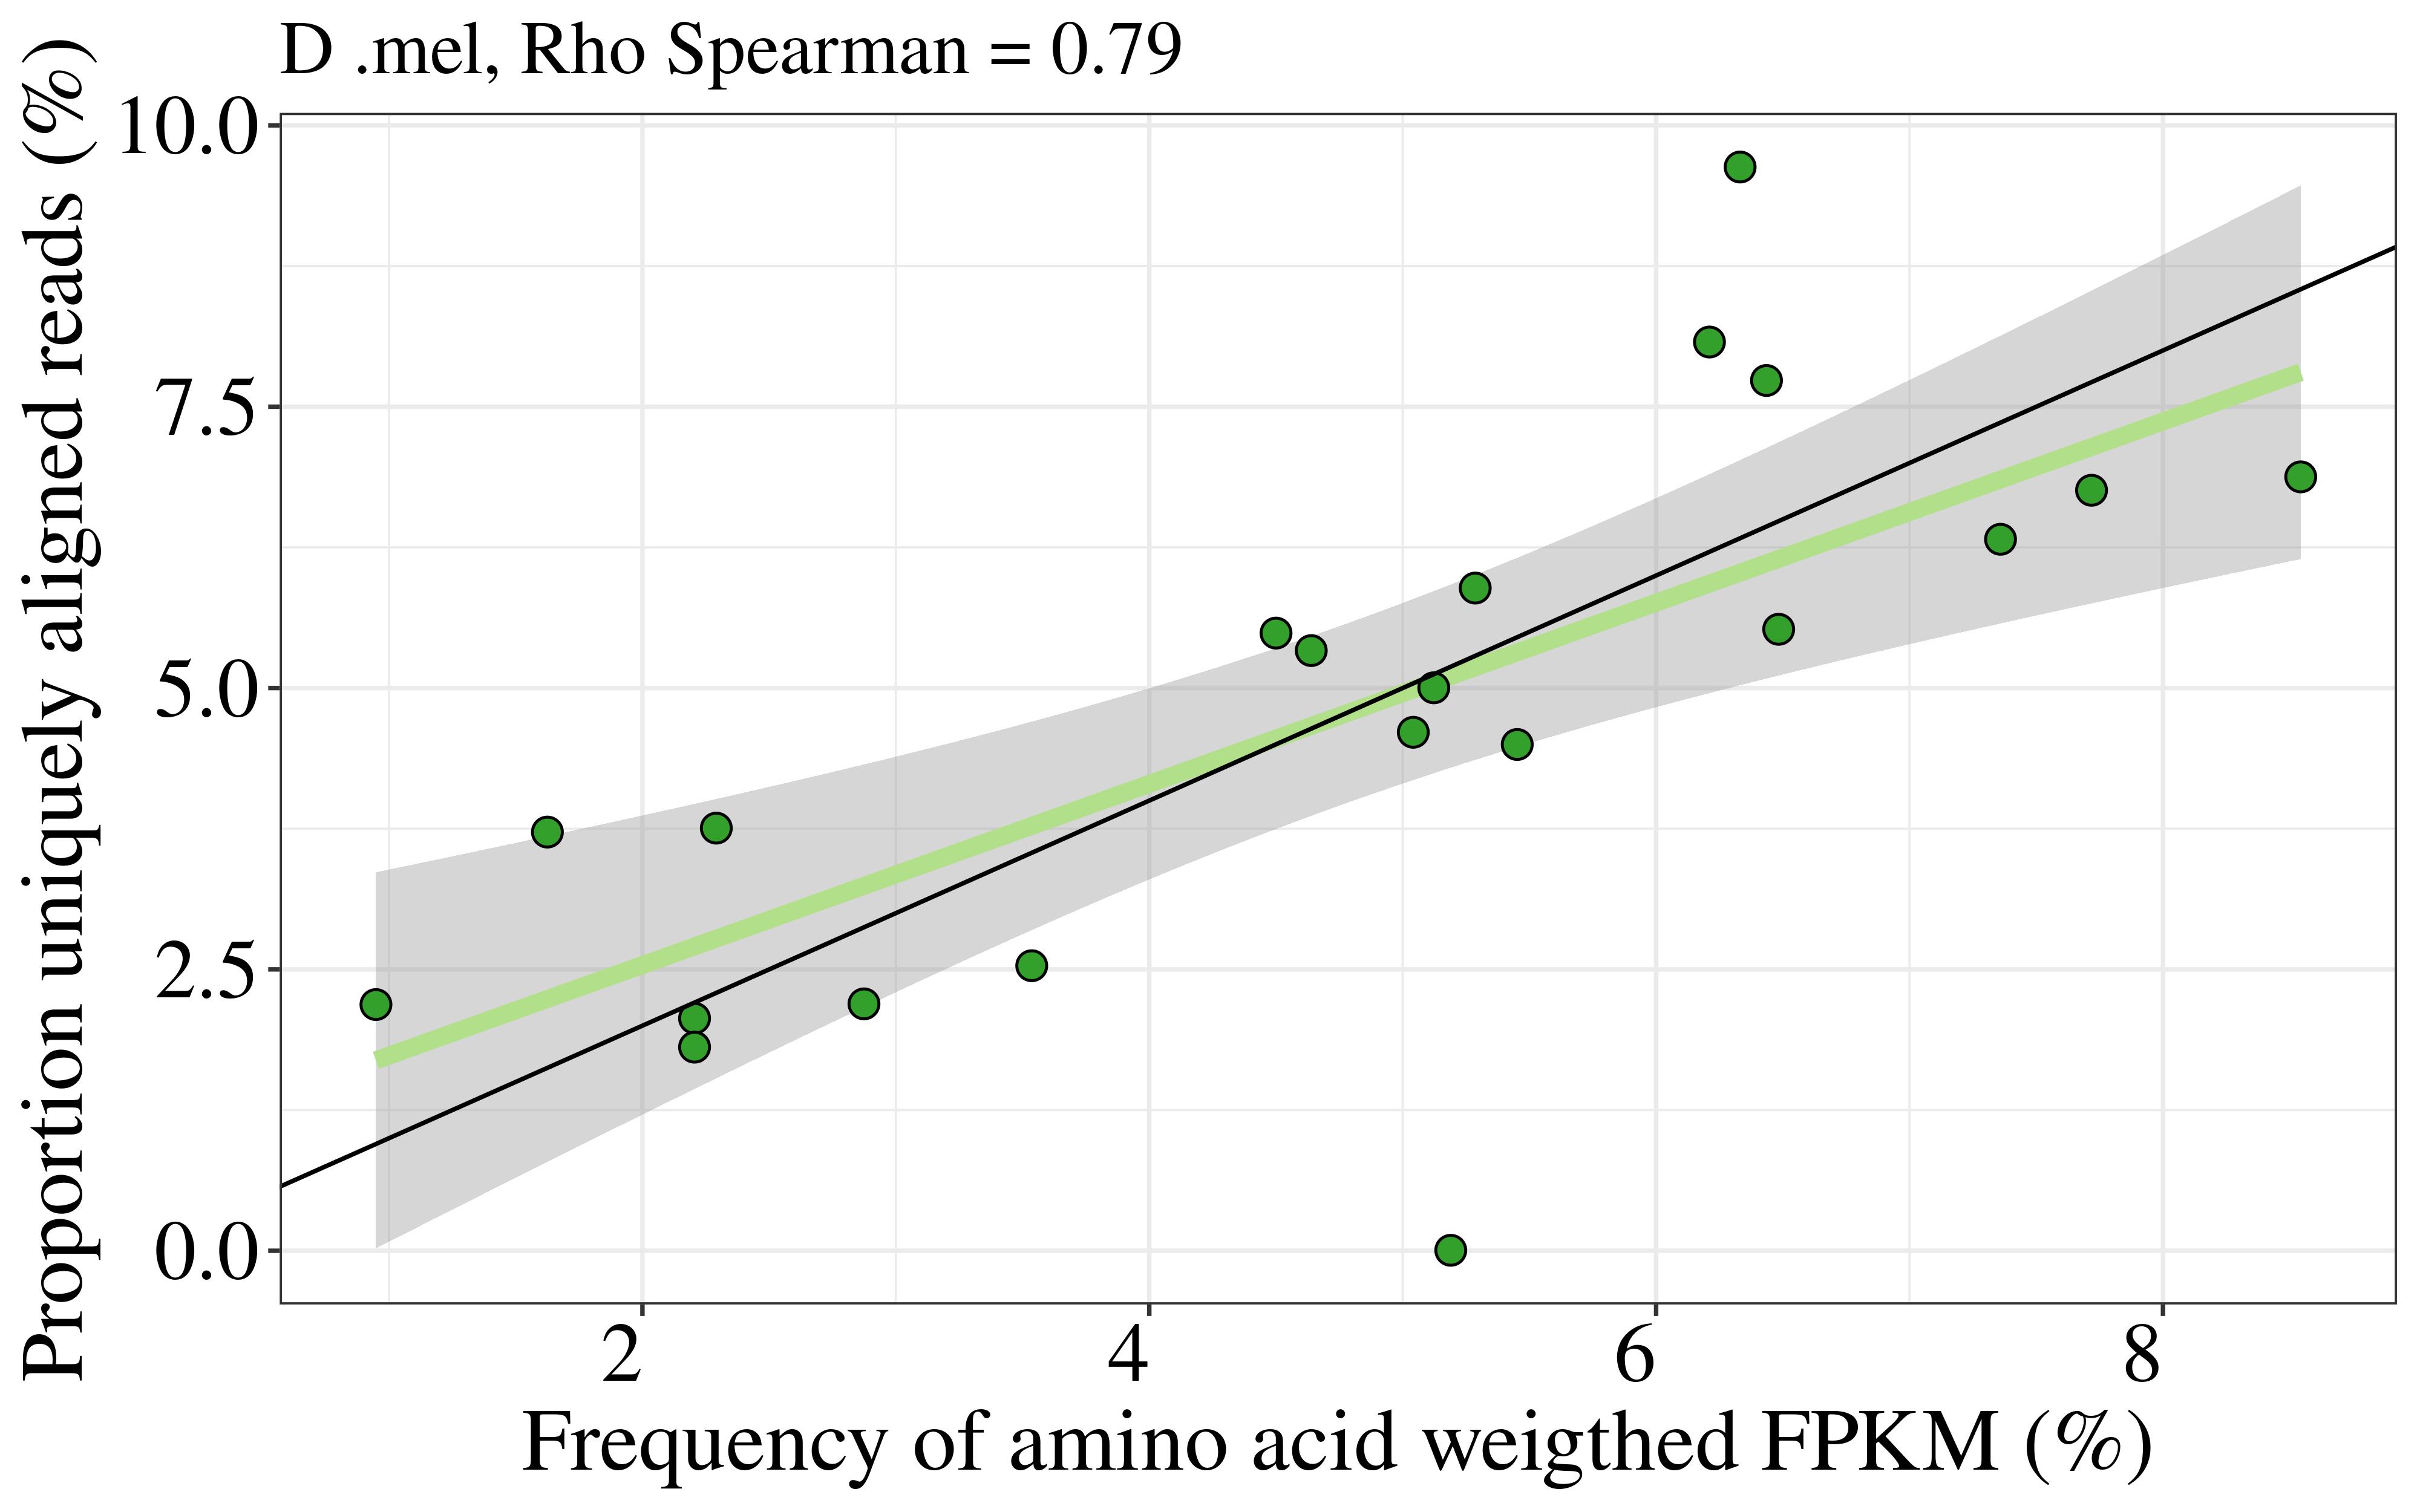 D .mel, Rho Spearman = 0.79
Proportion uniquely aligned reads (%)
10.0
7.5
5.0
2.5
0.0
2 4 6 8
Frequency of amino acid weigthed FPKM (%)